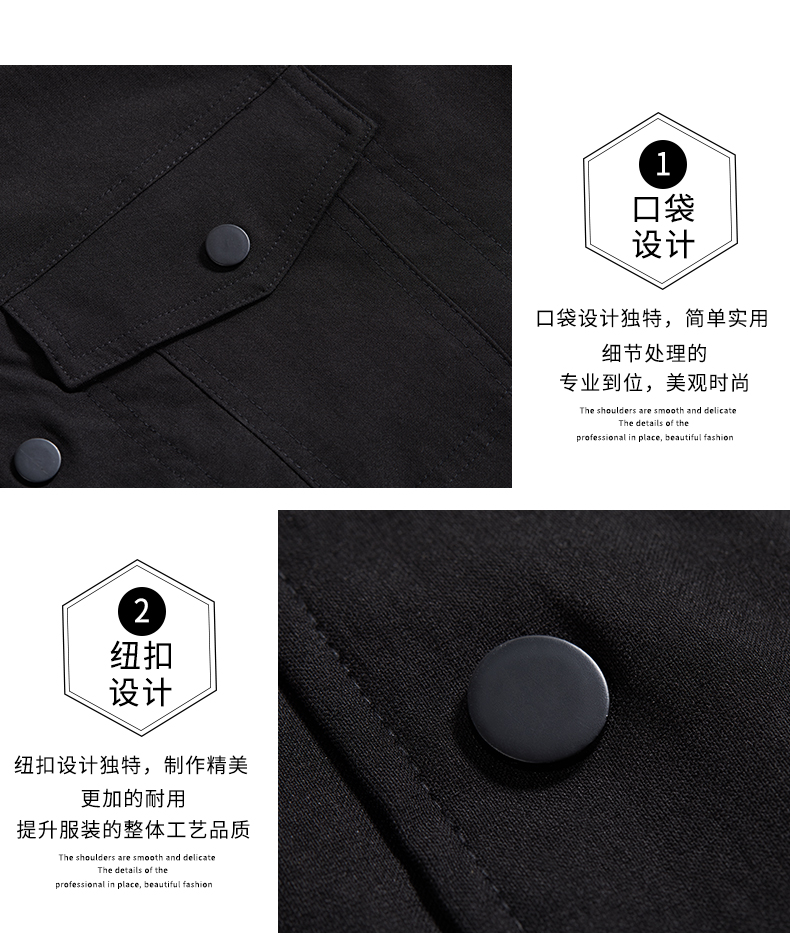 1
口袋
设计
口袋设计独特，简单实用
细节处理的
专业到位，美观时尚
The shoulders are smooth and delicate
The details of the
professional in place, beautiful fashion
2
纽扣
设计
纽扣设计独特，制作精美
更加的耐用
提升服装的整体工艺品质
The shoulders are smooth and delicate
The details of the
professional in place, beautiful fashion